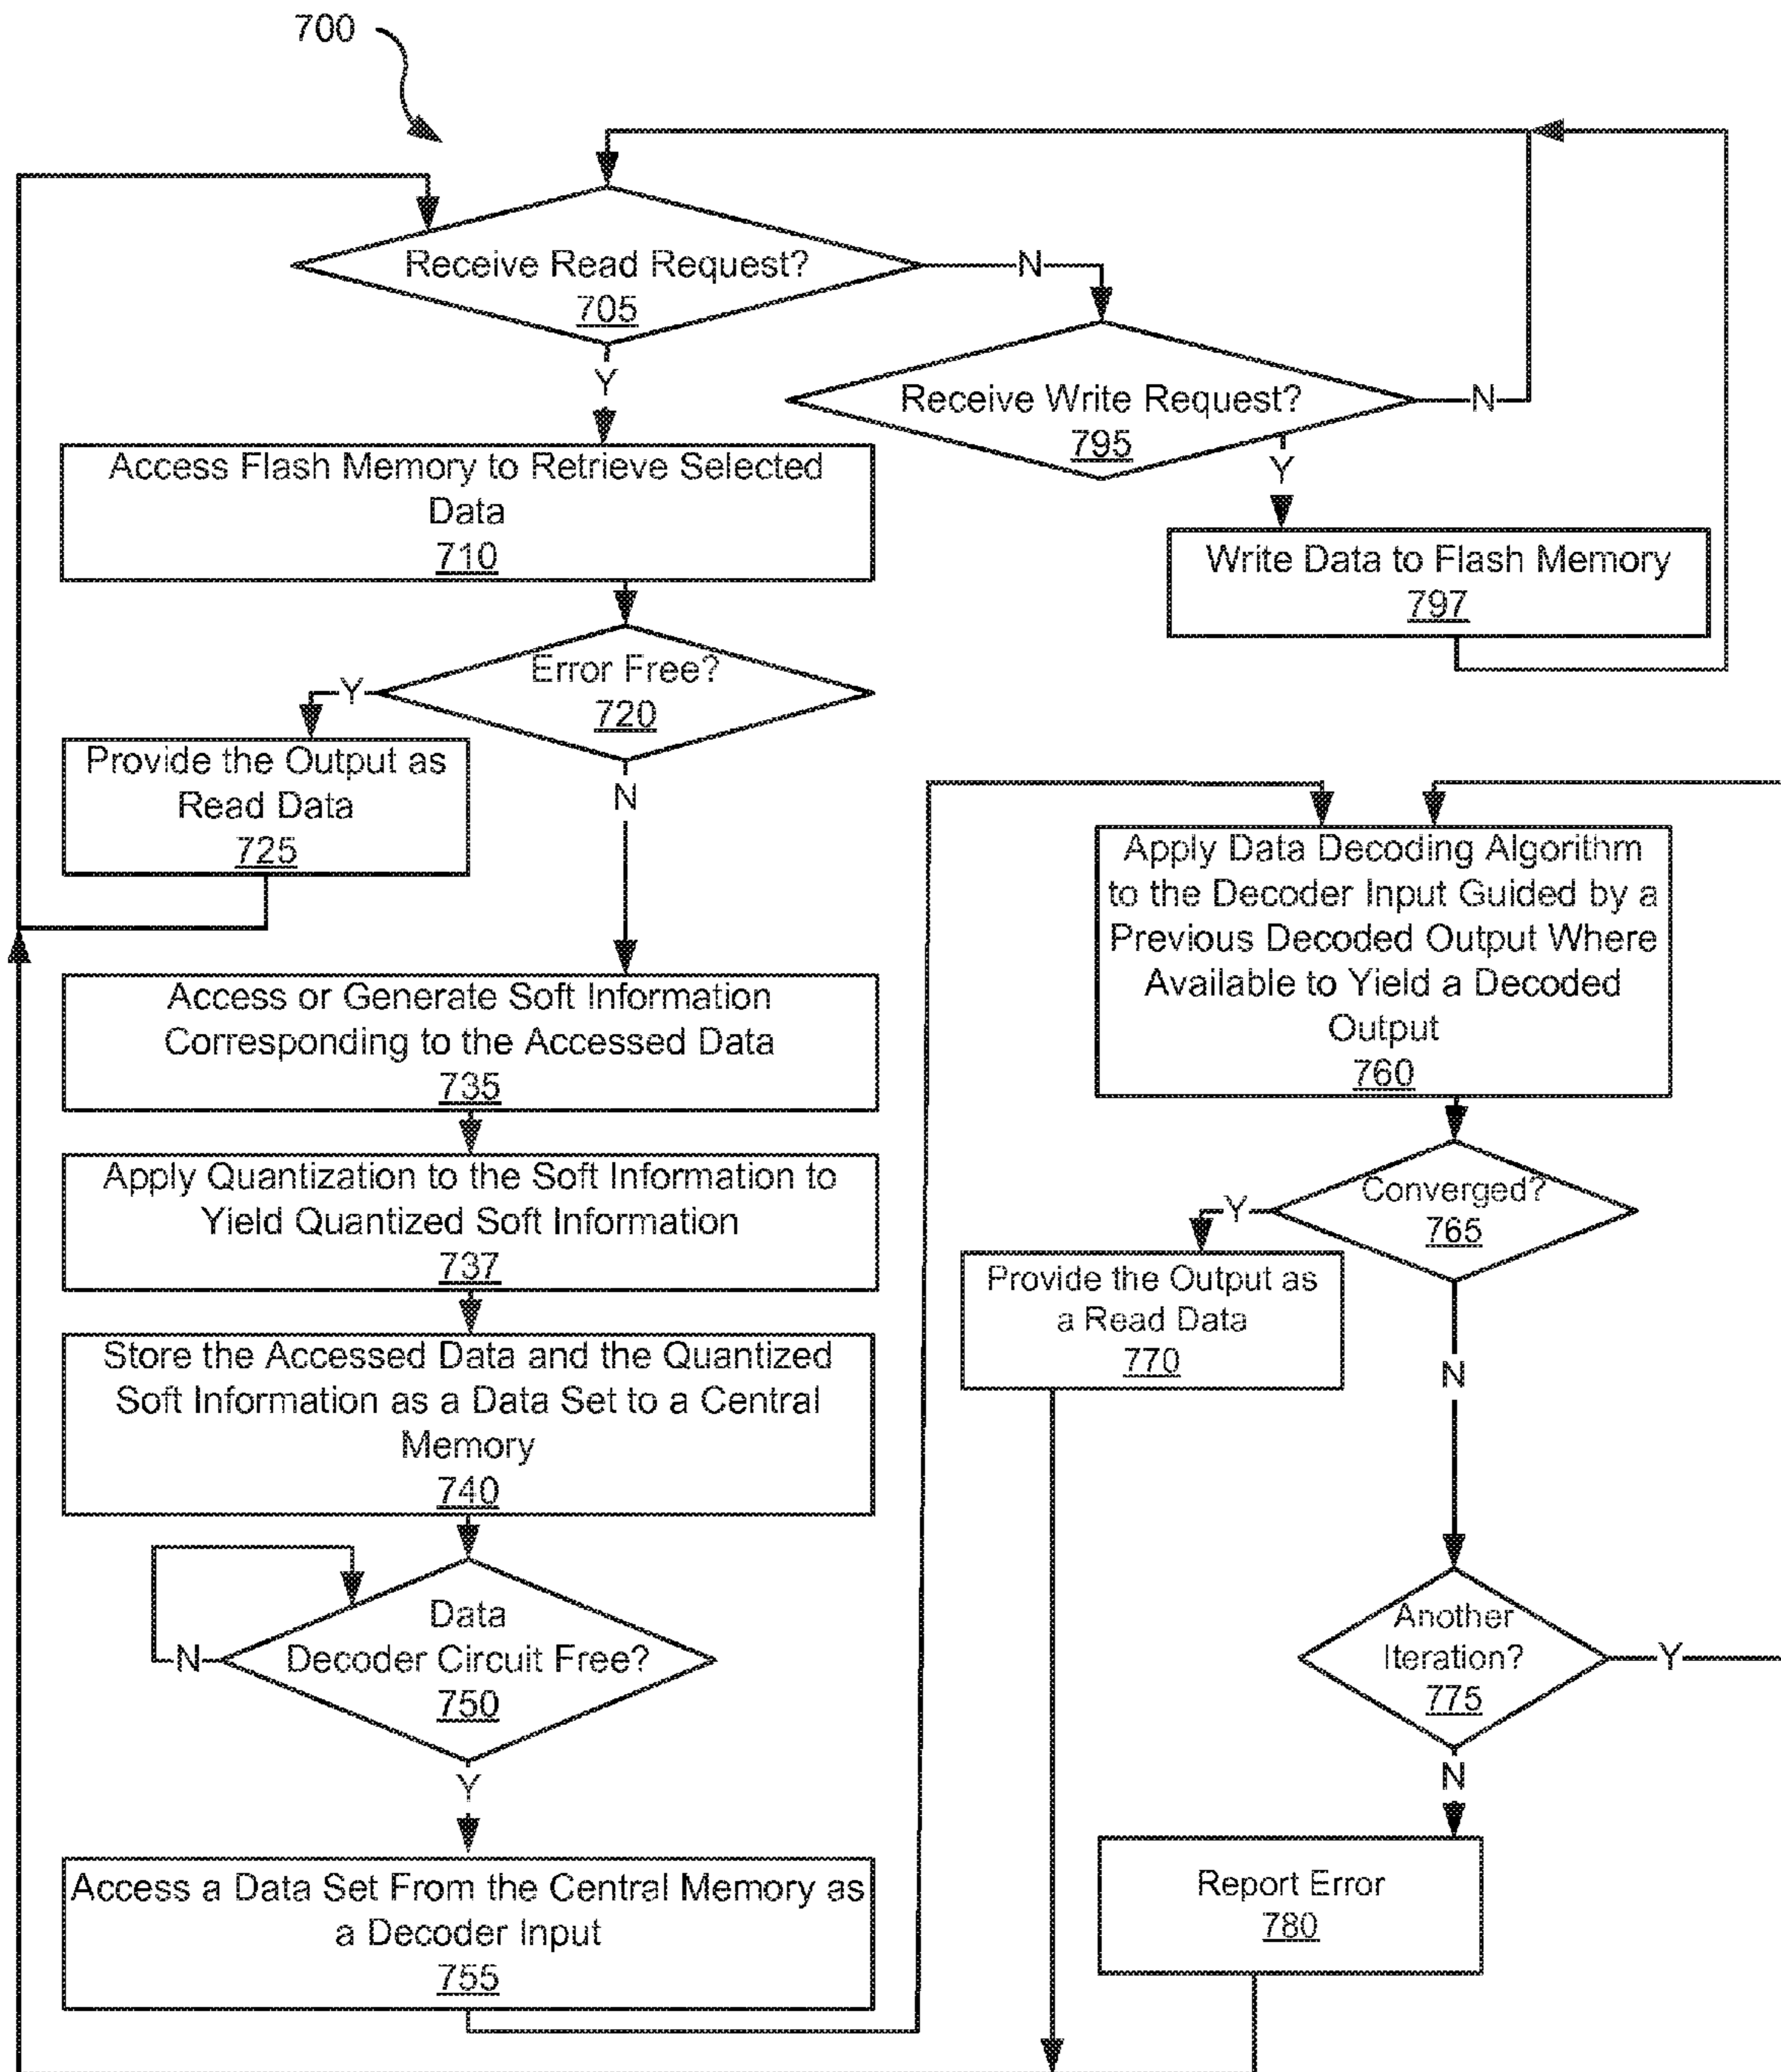 700
Receive Read Request?
705
N
Y
Receive Write Request?
795
N
Y
Access Flash Memory to Retrieve Selected
Data
710
Write Data to Flash Memory
797
Error Free?
720
Y
N
Provide the Output as
Read Data
725
Access or Generate Soft Information
Corresponding to the Accessed Data
735
Apply Quantization to the Soft Information to
Yield Quantized Soft Information
737
Store the Accessed Data and the Quantized
Soft Information as a Data Set to a Central
Memory
740
Data
Decoder Circuit Free?
750
N
Y
Access a Data Set From the Central Memory as
a Decoder Input
755
Apply Data Decoding Algorithm
to the Decoder Input Guided by a
Previous Decoded Output Where
Available to Yield a Decoded
Output
760
Converged?
765
Y
N
Provide the Output as
a Read Data
770
Another
Iteration?
775
Y
N
Report Error
780